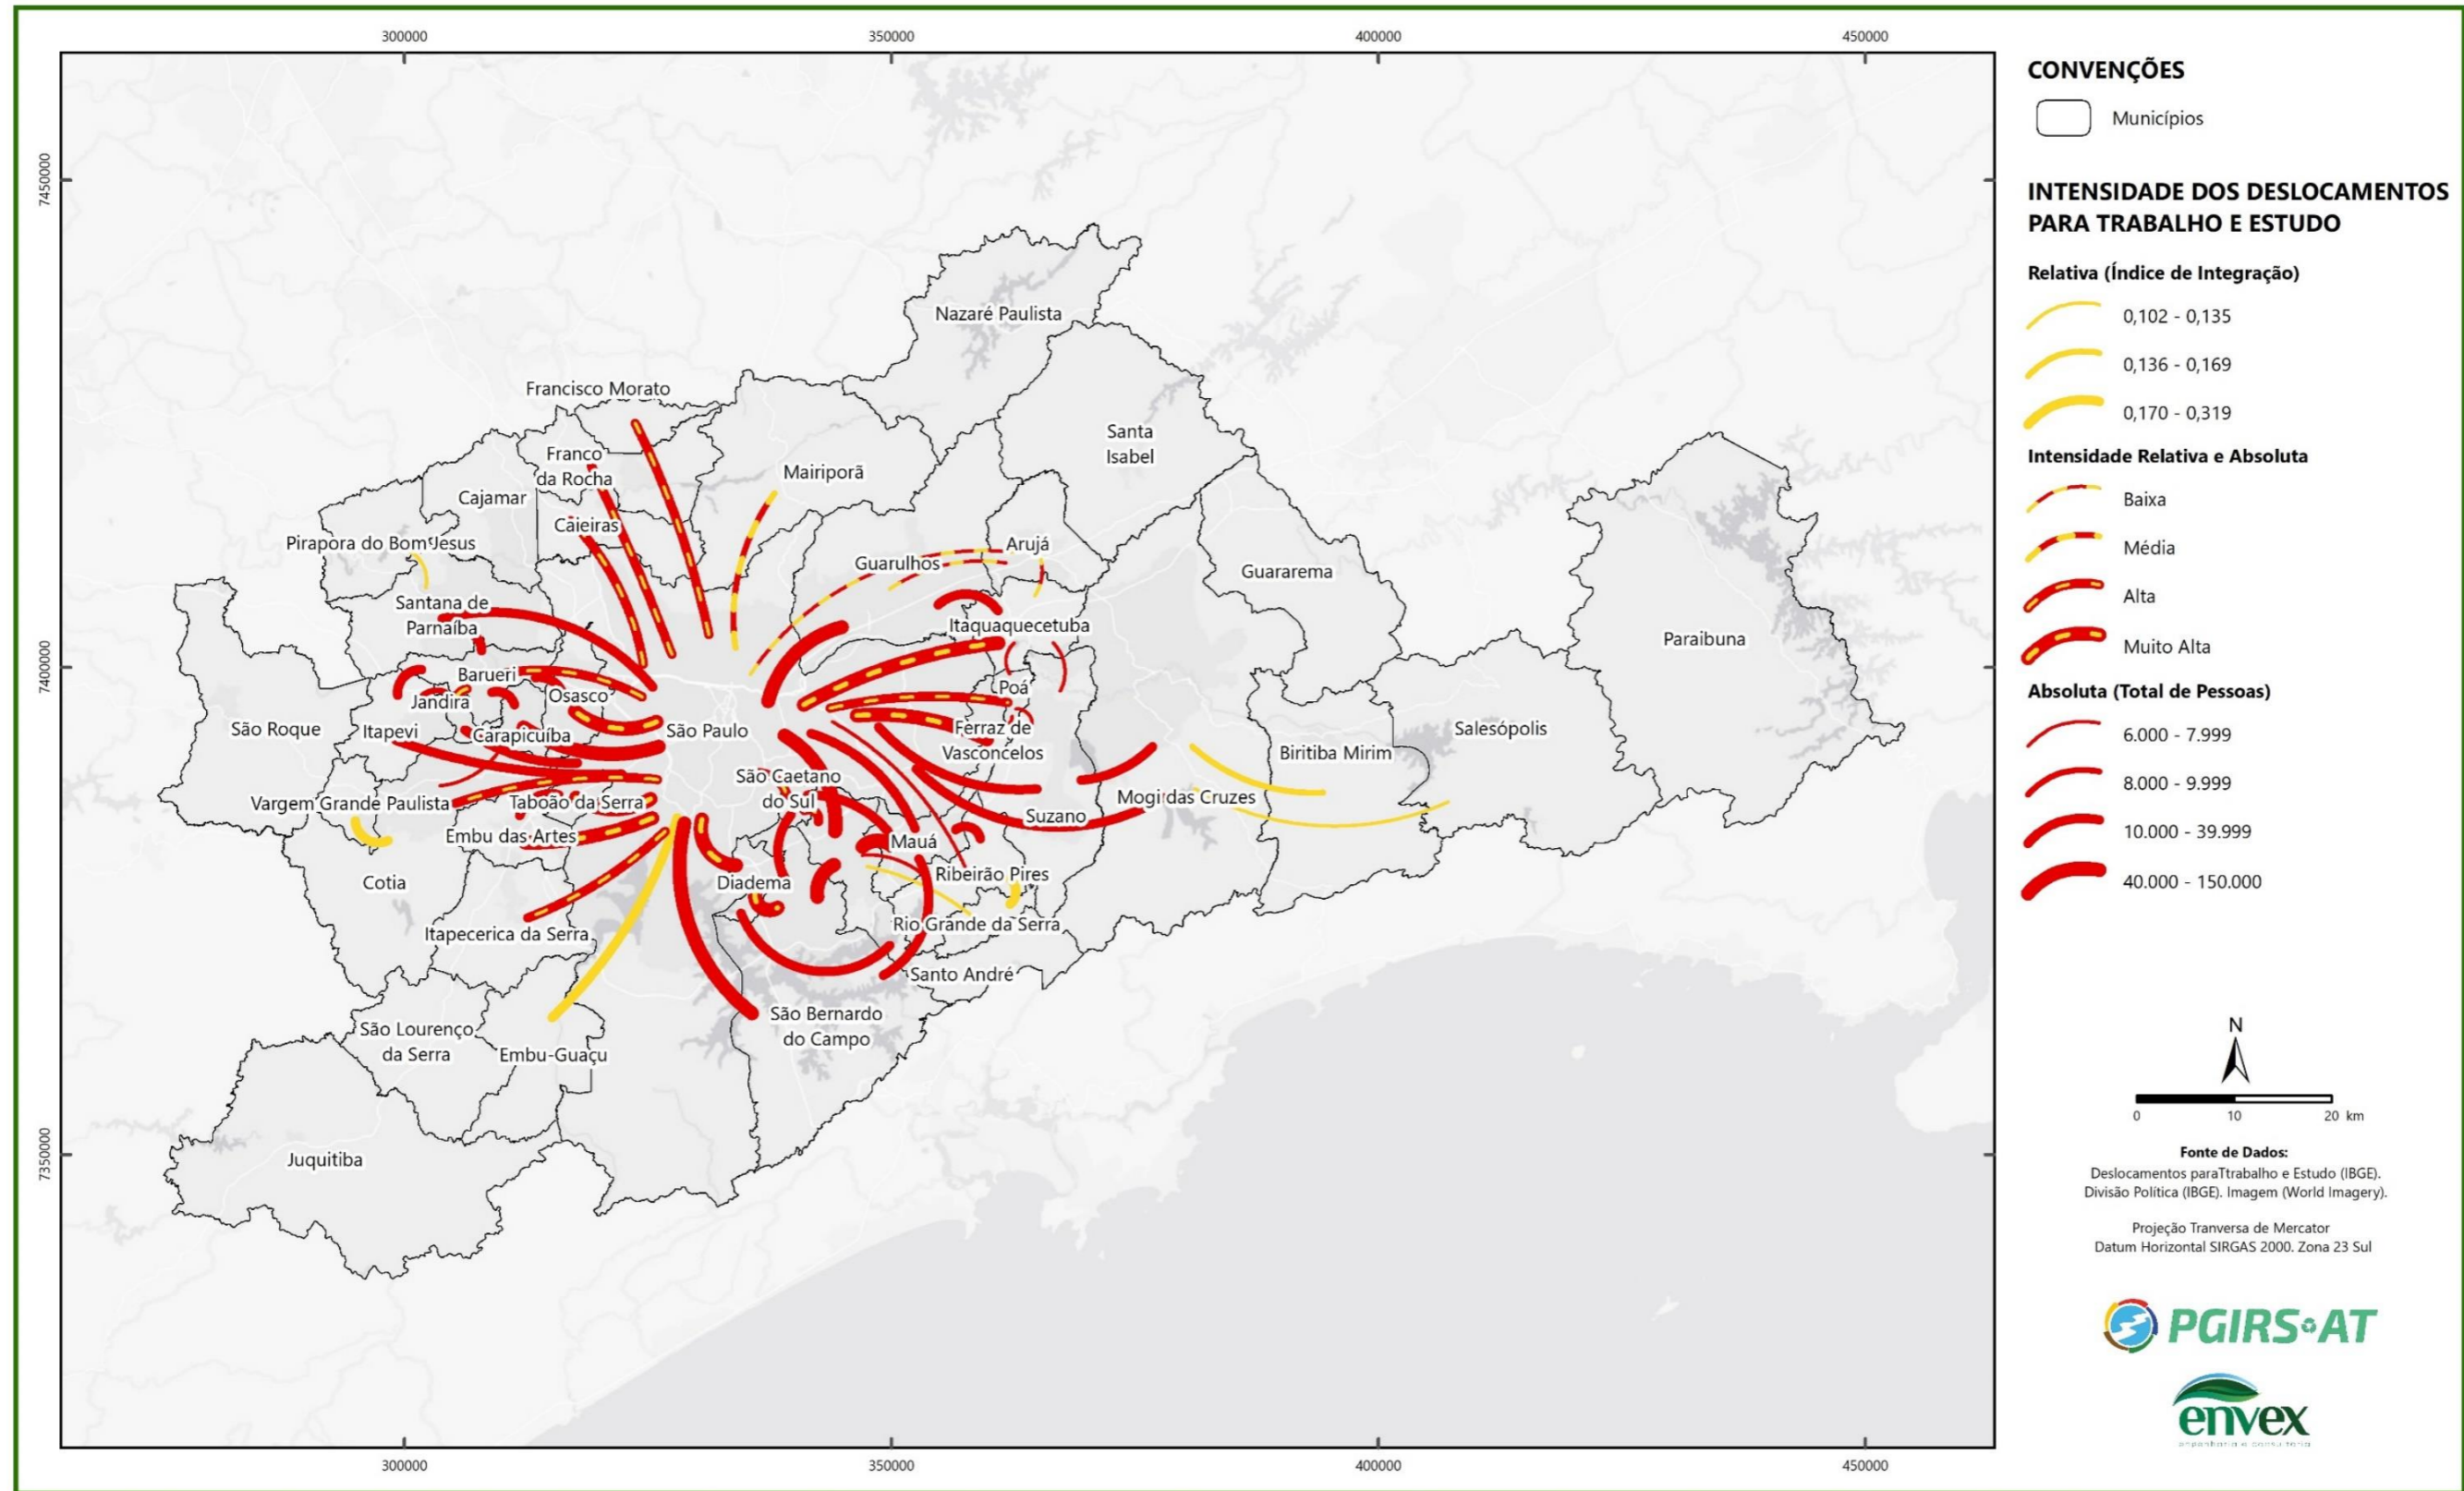 300000
350000
400000
450000
7450000
7400000
7350000
Nazaré Paulista
Francisco Morato
Santa
Isabel
Franco
da Rocha
Mairiporã
Cajamar
Caieiras
Pirapora do Bom Jesus
Arujá
Guarulhos
Guararema
Santana de
Parnaíba
Itaquaquecetuba
Paraibuna
Barueri
Poá
Osasco
Jandira
São Roque
Itapevi
Carapicuíba
São Paulo
Ferraz de
Vasconcelos
Salesópolis
Biritiba Mirim
São Caetano
do Sul
Mogi das Cruzes
Vargem Grande Paulista
Taboão da Serra
Suzano
Embu das Artes
Mauá
Ribeirão Pires
Cotia
Diadema
Rio Grande da Serra
Itapecerica da Serra
Santo André
São Bernardo
do Campo
São Lourenço
da Serra
Embu-Guaçu
Juquitiba
300000
350000
400000
450000
CONVENÇÕES
Municípios
INTENSIDADE DOS DESLOCAMENTOS
PARA TRABALHO E ESTUDO
Relativa (Índice de Integração)
0,102 - 0,135
0,136 - 0,169
0,170 - 0,319
Intensidade Relativa e Absoluta
Baixa
Média
Alta
Muito Alta
Absoluta (Total de Pessoas)
6.000 - 7.999
8.000 - 9.999
10.000 - 39.999
40.000 - 150.000
N
0 10 20 km
Fonte de Dados:
Deslocamentos paraTtrabalho e Estudo (IBGE).
Divisão Política (IBGE). Imagem (World Imagery).
Projeção Tranversa de Mercator
Datum Horizontal SIRGAS 2000. Zona 23 Sul
PGIRS AT
envex
engenharia e consultoria